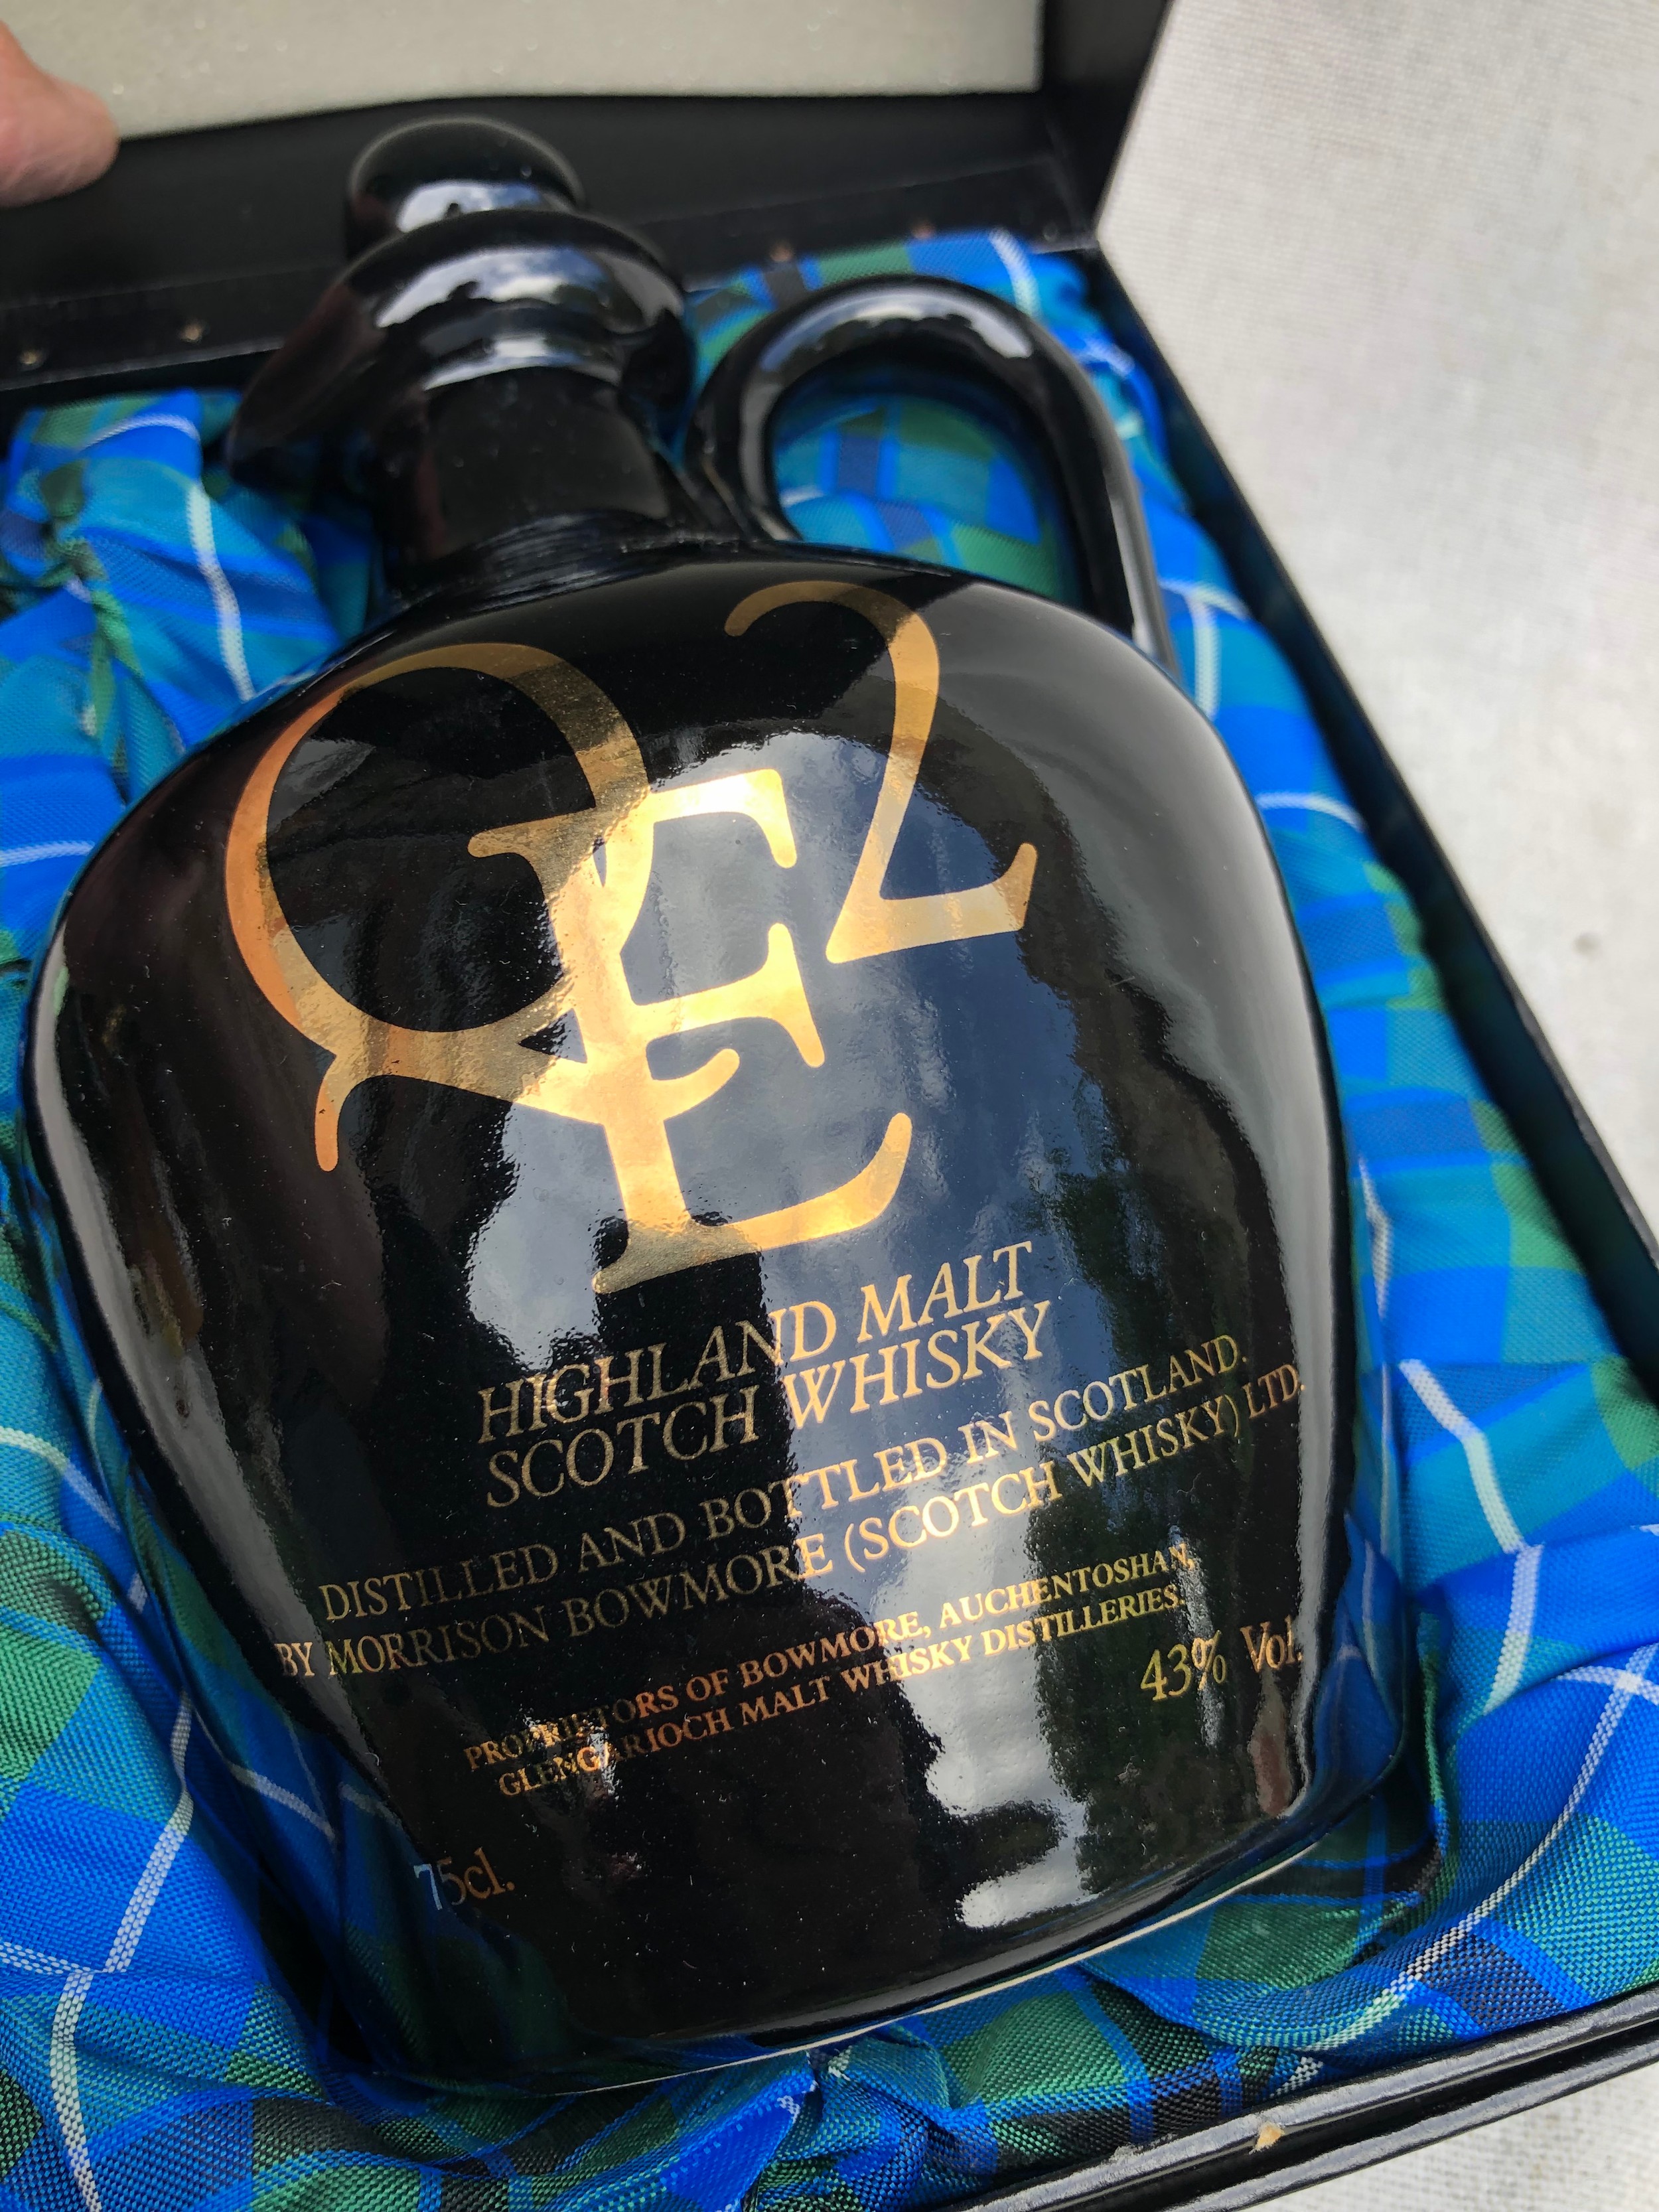 QE2
HIGHLAND MALT
SCOTCH WHISKY
DISTILLED AND BOTTLED IN SCOTLAND.
BY MORRISON BOWMORE (SCOTCH WHISKY) LTD.
PROPRIETORS OF BOWMORE, AUCHENTOSHAN,
GLENGARIOCH MALT WHISKY DISTILLERIES.
43% Vol.
75cl.